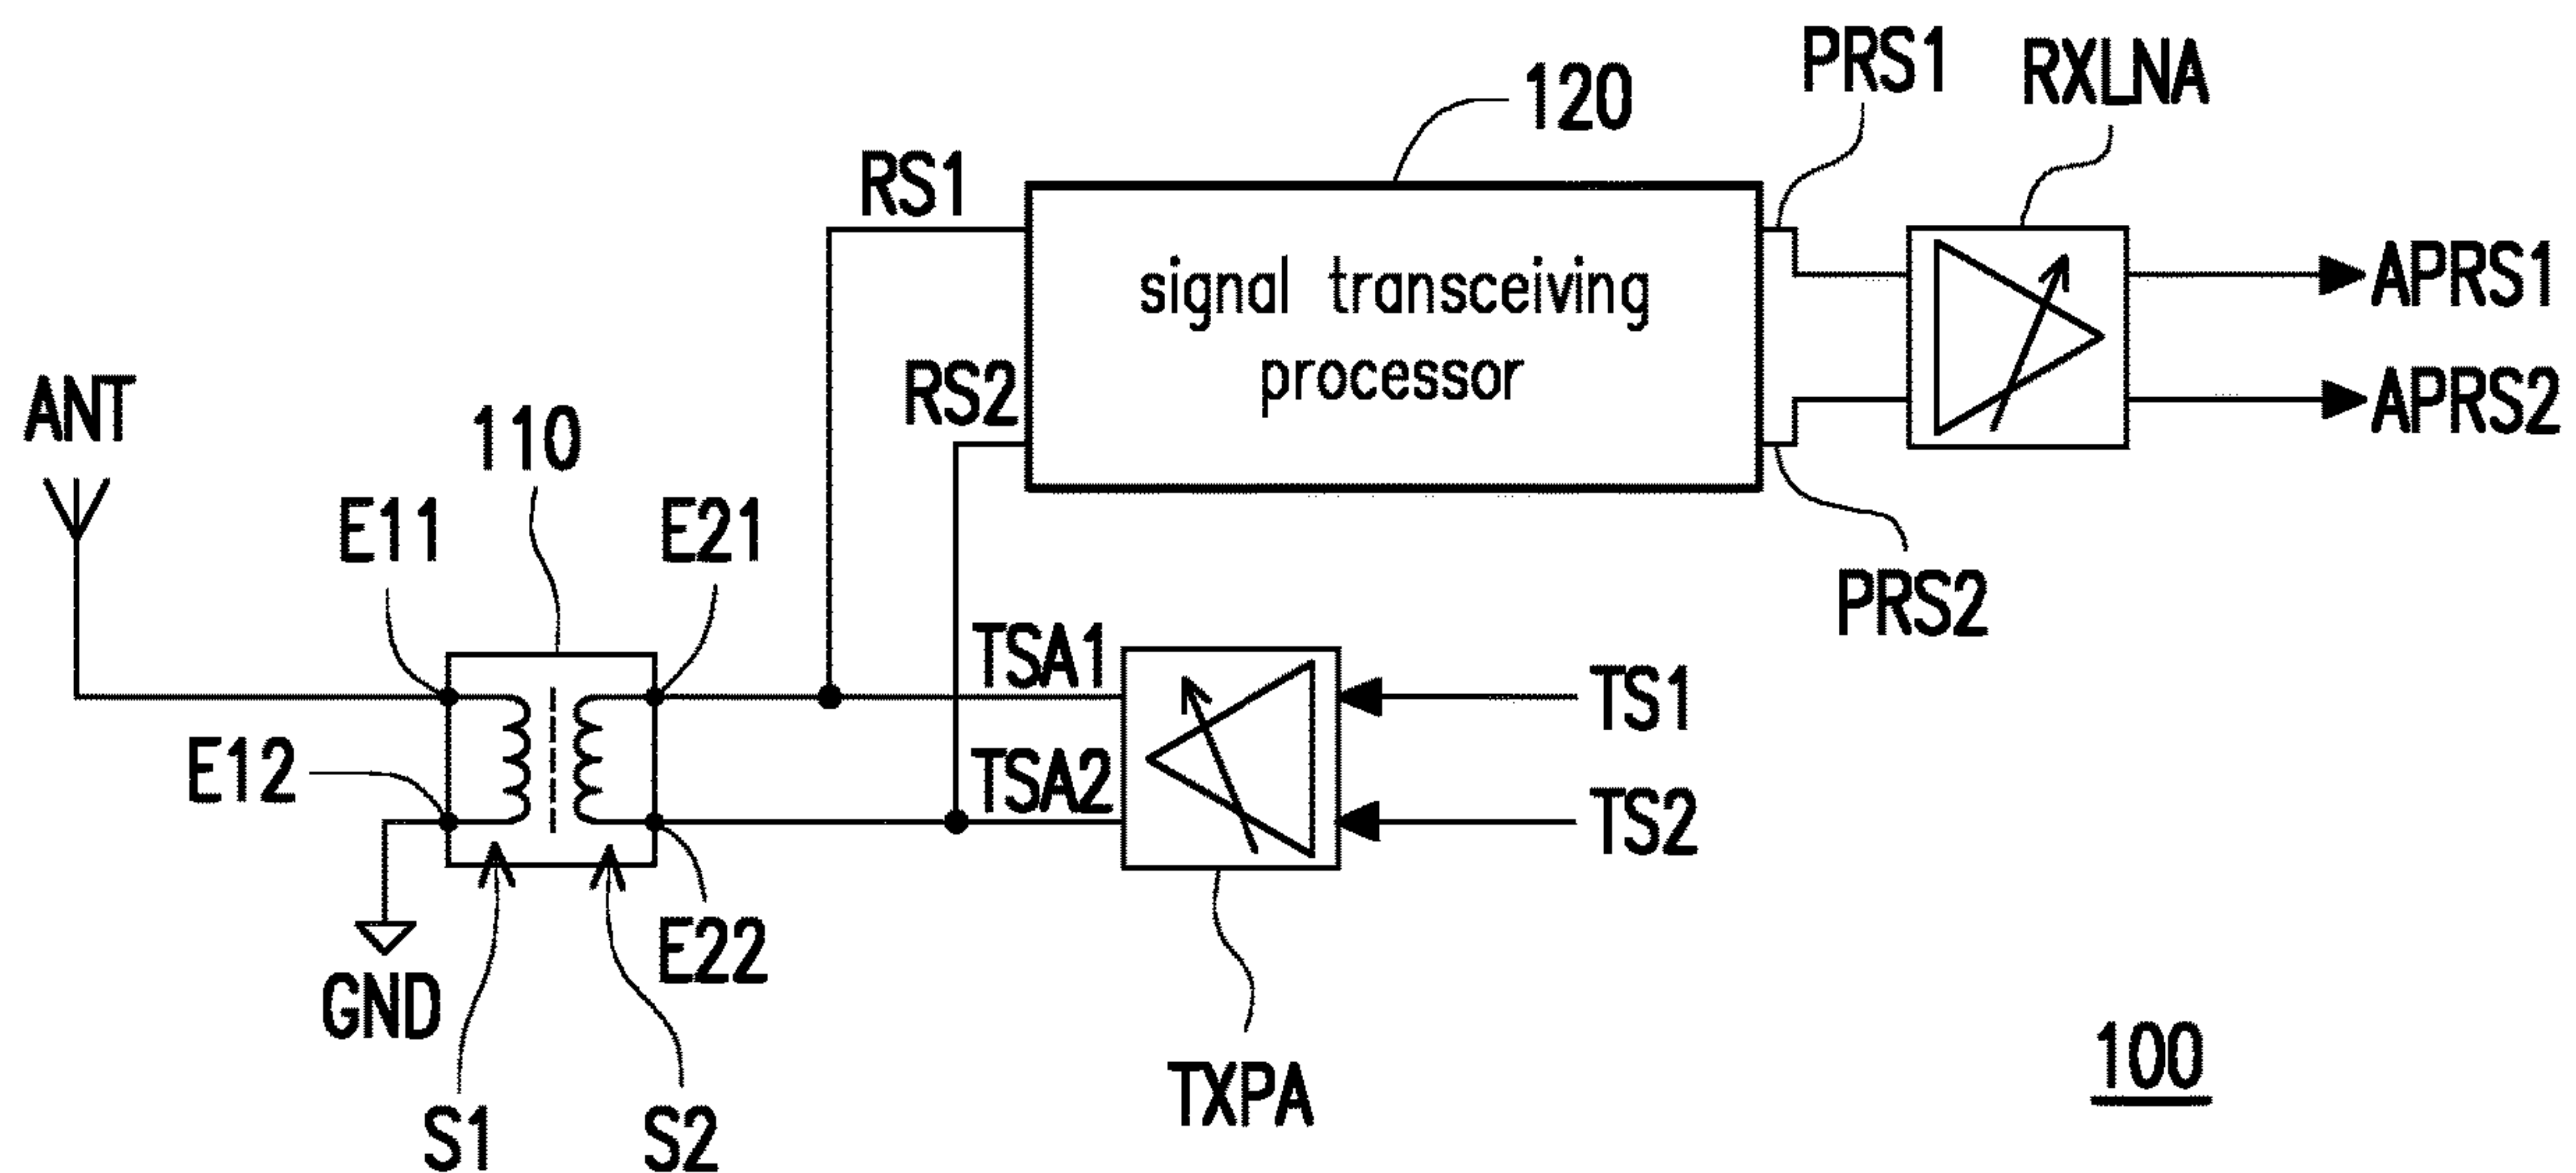 PRS1
RXLNA
120
RS1
signal transceiving
processor
APRS1
RS2
APRS2
ANT
110
E11
E21
PRS2
TSA1
TS1
E12
TSA2
TS2
E22
GND
TXPA
100
S1
S2